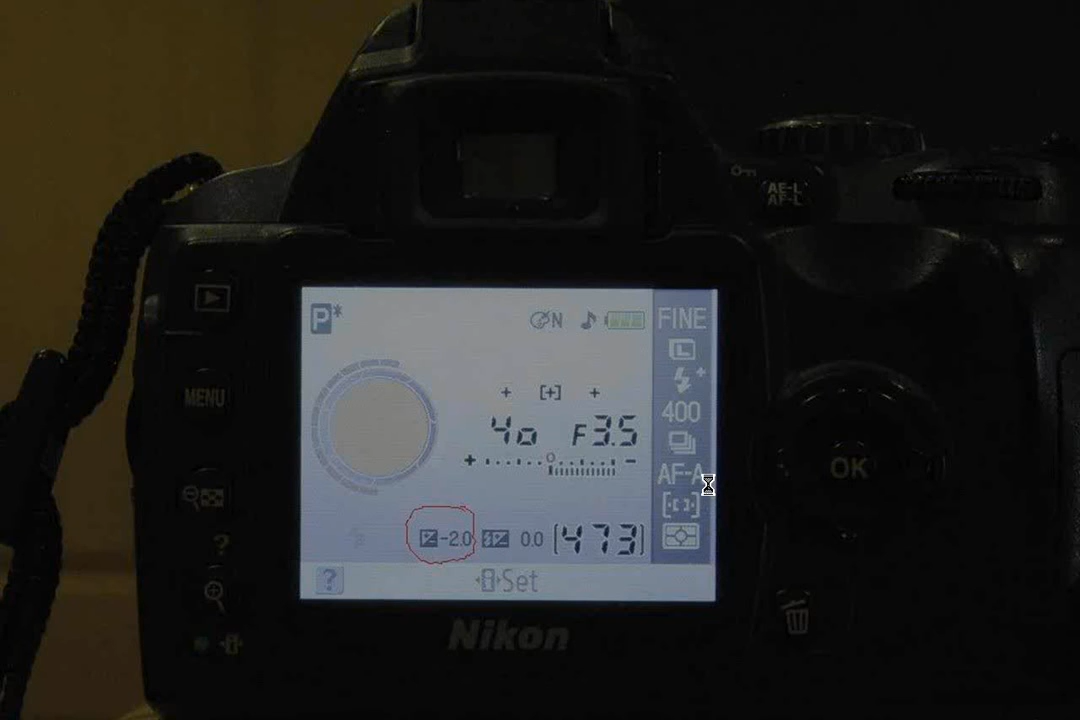 AE-L
AF-L
P* N FINE
L
MENU
400
40 F3.5
+ -
AF-A
OK
-2.0 0.0 [473]
?
? Set
Nikon